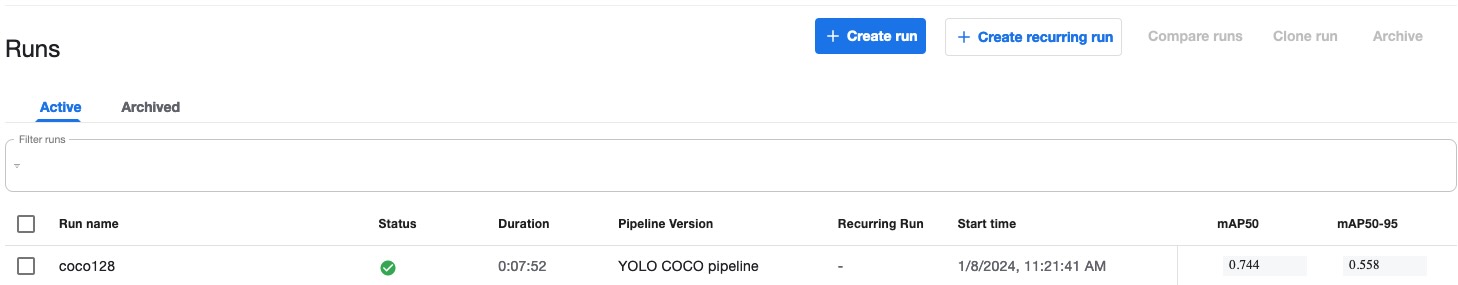 Runs
+ Create run
+ Create recurring run
Compare runs
Clone run
Archive
Active
Archived
Filter runs
Run name Status Duration Pipeline Version Recurring Run Start time mAP50 mAP50-95
coco128 0:07:52 YOLO COCO pipeline - 1/8/2024, 11:21:41 AM 0.744 0.558